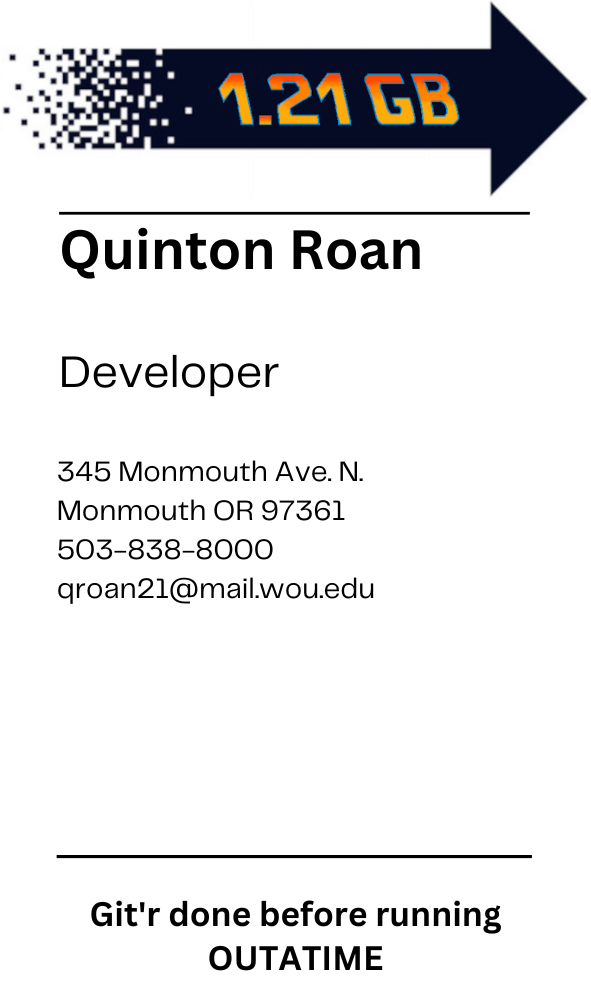 1.21 GB
Quinton Roan
Developer
345 Monmouth Ave. N.
Monmouth OR 97361
503-838-8000
qroan21@mail.wou.edu
Git'r done before running
OUTATIME